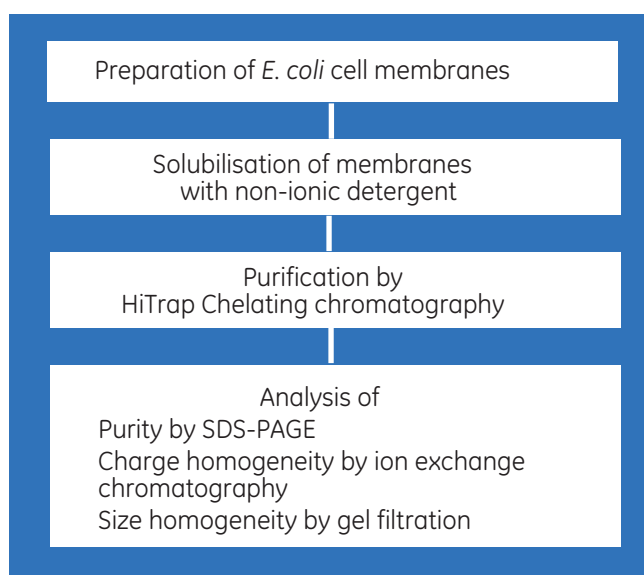 Preparation of E. coli cell membranes
Solubilisation of membranes
with non-ionic detergent
Purification by
HiTrap Chelating chromatography
Analysis of
Purity by SDS-PAGE
Charge homogeneity by ion exchange
chromatography
Size homogeneity by gel filtration